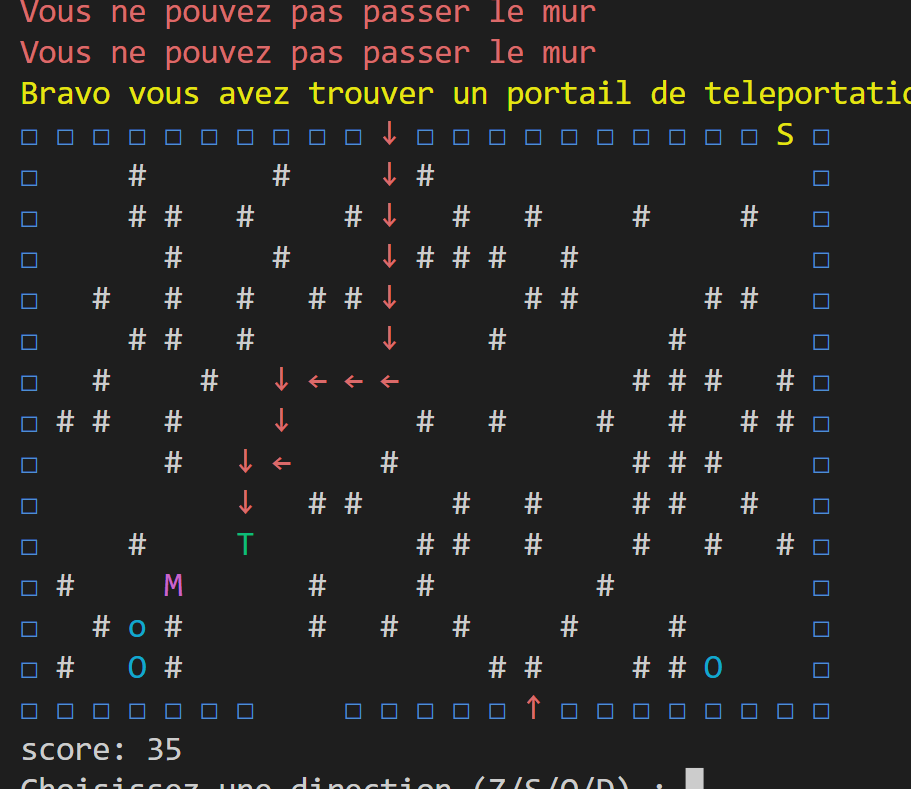 Vous ne pouvez pas passer le mur
Vous ne pouvez pas passer le mur
Bravo vous avez trouver un portail de teleportatio
□ □ □ □ □ □ □ □ □ □ ↓ □ □ □ □ □ □ □ □ □ □ S □
□     #       #     ↓ #                     □
□     # #   #     # ↓   #   #     #     #   □
□       #     #     ↓ # # #   #             □
□   #   #   #   # # ↓       # #       # #   □
□     # #   #       ↓     #         #       □
□   #     #   ↓ ← ← ←             # # #   # □
□ # #   #     ↓       #   #     #   #   # # □
□       #   ↓ ←     #             # # #     □
□           ↓   # #     #   #     # #   #   □
□     #     T         # #   #     #   #   # □
□ #     M       #     #         #           □
□   # o #       #   #   #     #     #       □
□ #   O #                 # #     # # O     □
□ □ □ □ □ □ □     □ □ □ □ □ ↑ □ □ □ □ □ □ □ □
score: 35
Choisissez une direction (Z/S/Q/D) :